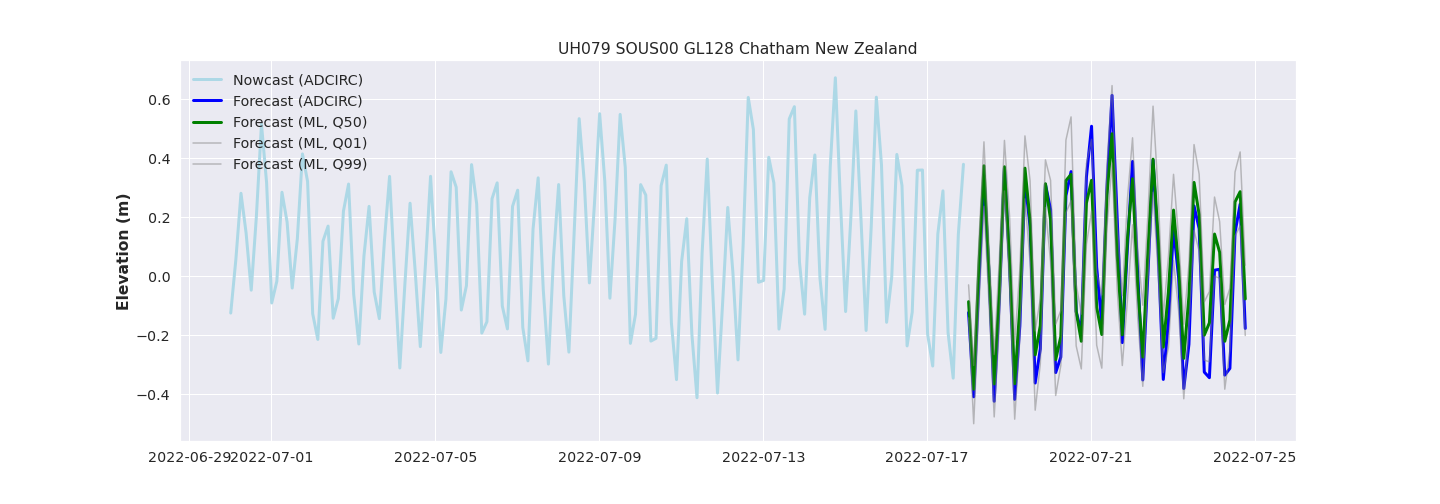 UH079 SOUS00 GL128 Chatham New Zealand
Nowcast (ADCIRC)
Forecast (ADCIRC)
Forecast (ML, Q50)
Forecast (ML, Q01)
Forecast (ML, Q99)
Elevation (m)
0.6
0.4
0.2
0.0
−0.2
−0.4
2022-06-29 2022-07-01 2022-07-05 2022-07-09 2022-07-13 2022-07-17 2022-07-21 2022-07-25